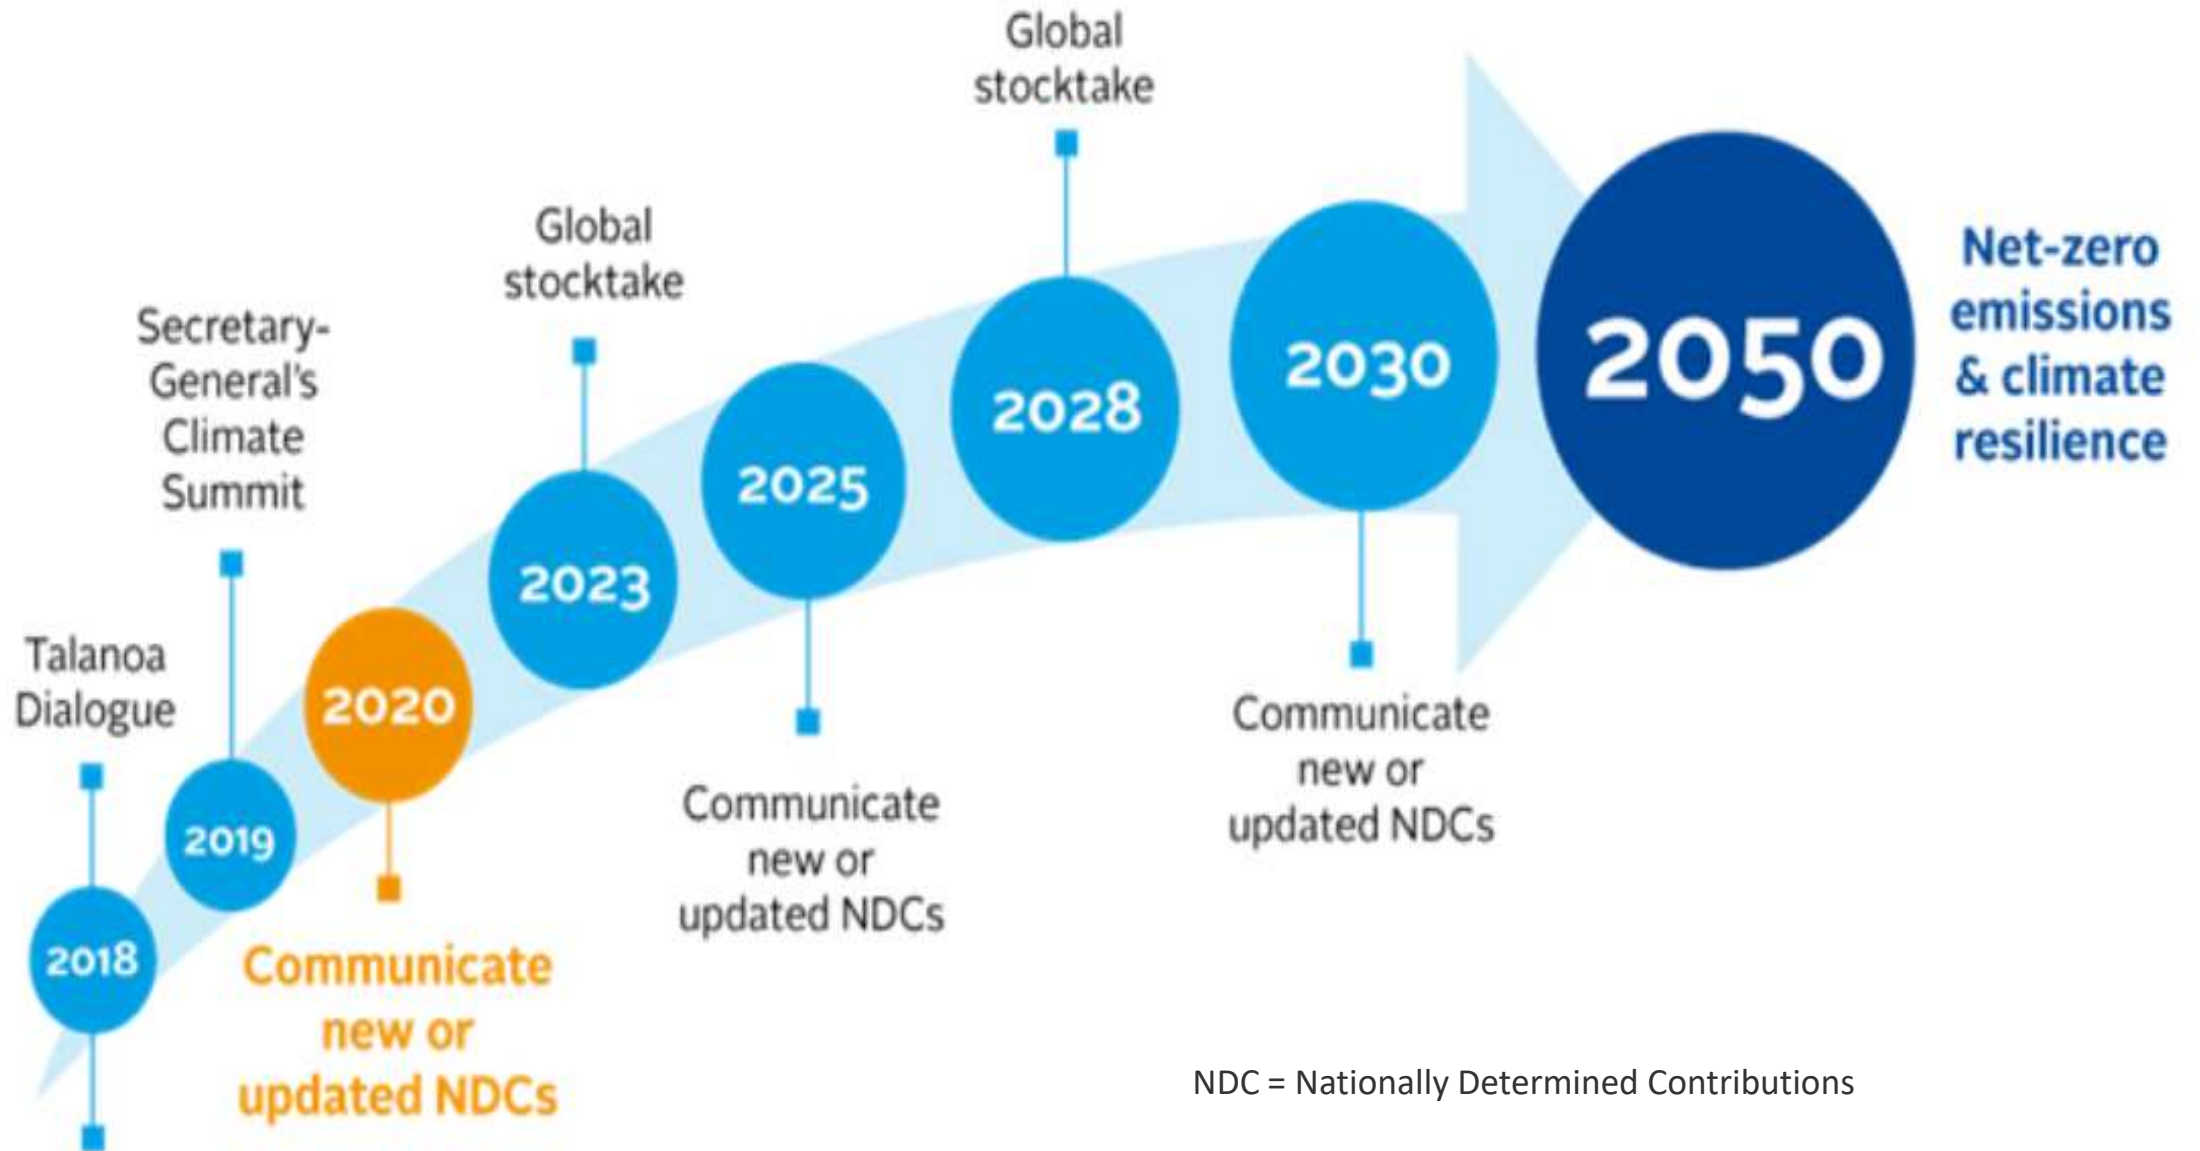 Global
stocktake
Global
stocktake
Secretary-
General's
Climate
Summit
Talanoa
Dialogue
2018
2019
2020
2023
2025
2028
2030
2050
Net-zero
emissions
& climate
resilience
Communicate
new or
updated NDCs
Communicate
new or
updated NDCs
Communicate
new or
updated NDCs
NDC = Nationally Determined Contributions